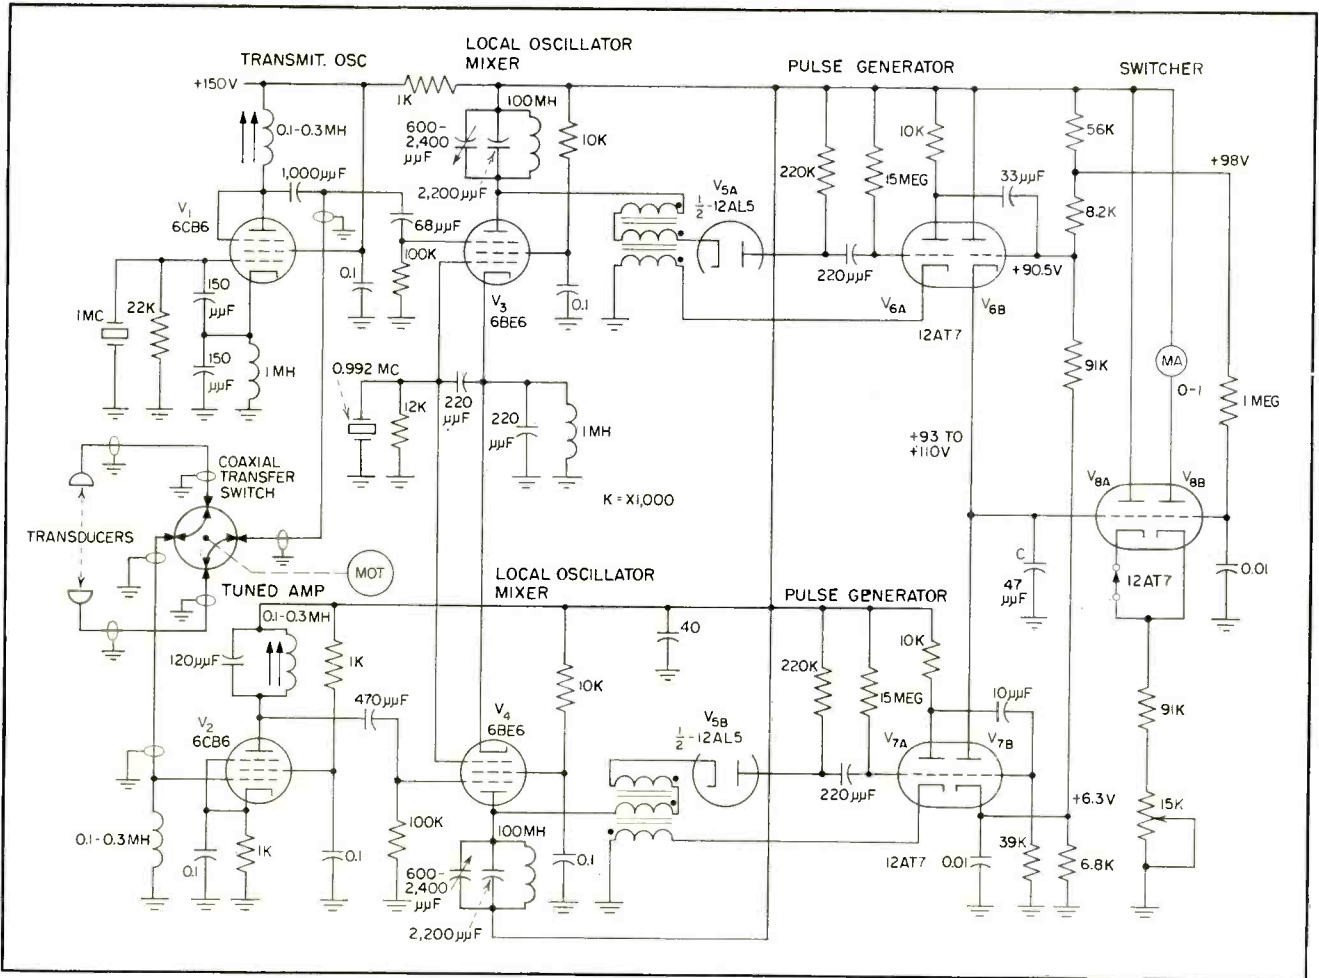 TRANSMIT. OSC
LOCAL OSCILLATOR
MIXER
PULSE GENERATOR
SWITCHER
+150V
1K
100MH
0.1-0.3MH
600-
2,400
μμF
10K
10K
56K
+98V
1,000μμF
2,200μμF
V5A
½-12AL5
220K
15MEG
33μμF
8.2K
V1
6CB6
68μμF
100K
0.1
220μμF
+90.5V
150
μμF
V3
6BE6
0.1
V6A
V6B
12AT7
1MC
22K
150
μμF
1MH
0.992 MC
12K
220
μμF
220
μμF
1MH
91K
MA
0-1
1 MEG
+93 TO
+110V
COAXIAL
TRANSFER
SWITCH
K = X1,000
V8A
V8B
TRANSDUCERS
MOT
C
47
μμF
12AT7
0.01
TUNED AMP
LOCAL OSCILLATOR
MIXER
PULSE GENERATOR
0.1-0.3MH
120μμF
1K
40
10K
10K
220K
15MEG
470μμF
10μμF
91K
V2
6CB6
V4
6BE6
V5B
½-12AL5
V7A
V7B
220μμF
+6.3V
15K
0.1-0.3MH
0.1
1K
0.1
100K
100MH
600-
2,400
μμF
2,200μμF
0.1
12AT7
0.01
39K
6.8K